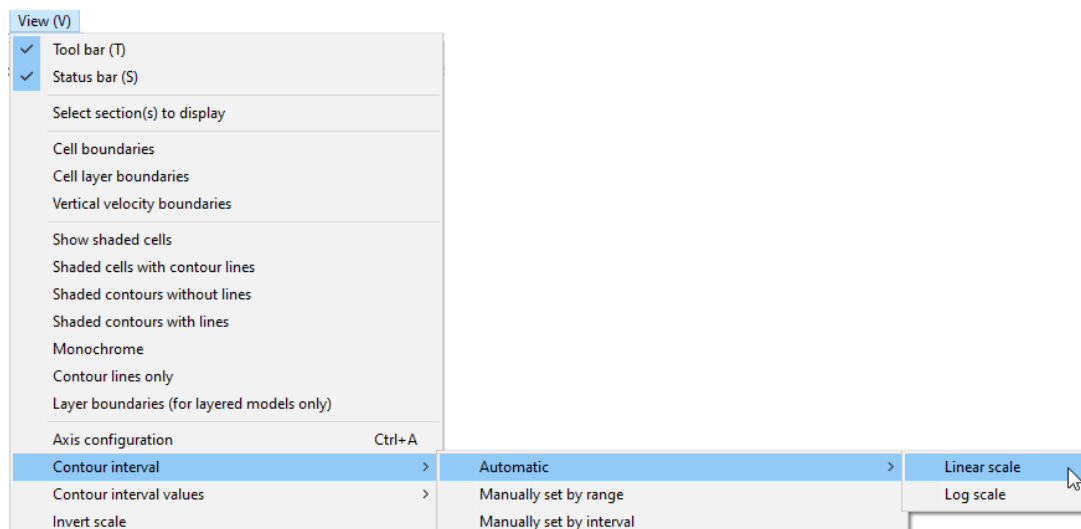 View (V)
Tool bar (T)
Status bar (S)
Select section(s) to display
Cell boundaries
Cell layer boundaries
Vertical velocity boundaries
Show shaded cells
Shaded cells with contour lines
Shaded contours without lines
Shaded contours with lines
Monochrome
Contour lines only
Layer boundaries (for layered models only)
Axis configuration Ctrl+A
Contour interval Automatic Linear scale
Contour interval values Manually set by range Log scale
Invert scale Manually set by interval